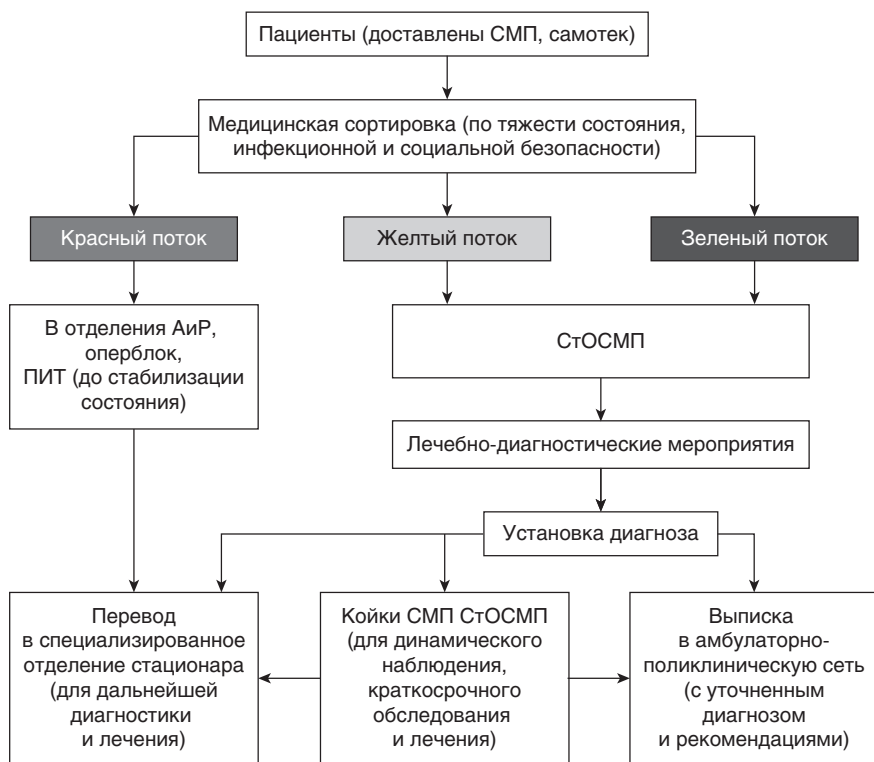 Пациенты (доставлены СМП, самотек)
Медицинская сортировка (по тяжести состояния,
инфекционной и социальной безопасности)
Красный поток
Желтый поток
Зеленый поток
В отделения АиР,
оперблок,
ПИТ (до стабилизации
состояния)
СтОСМП
Лечебно-диагностические мероприятия
Установка диагноза
Перевод
в специализированное
отделение стационара
(для дальнейшей
диагностики
и лечения)
Койки СМП СтОСМП
(для динамического
наблюдения,
краткосрочного
обследования
и лечения)
Выписка
в амбулаторно-
поликлиническую сеть
(с уточненным
диагнозом
и рекомендациями)